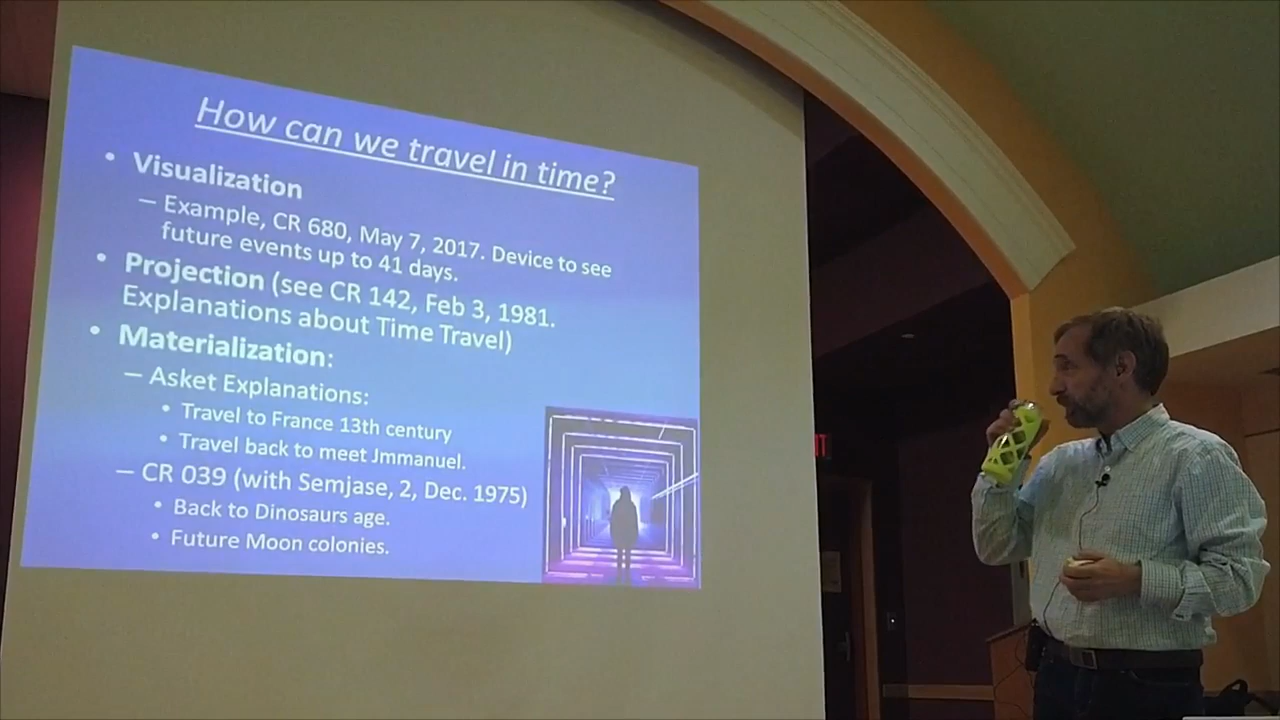 How can we travel in time?
• Visualization
– Example, CR 680, May 7, 2017. Device to see
future events up to 41 days.
• Projection (see CR 142, Feb 3, 1981.
Explanations about Time Travel)
• Materialization:
– Asket Explanations:
• Travel to France 13th century
• Travel back to meet Jmmanuel.
– CR 039 (with Semjase, 2, Dec. 1975)
• Back to Dinosaurs age.
• Future Moon colonies.